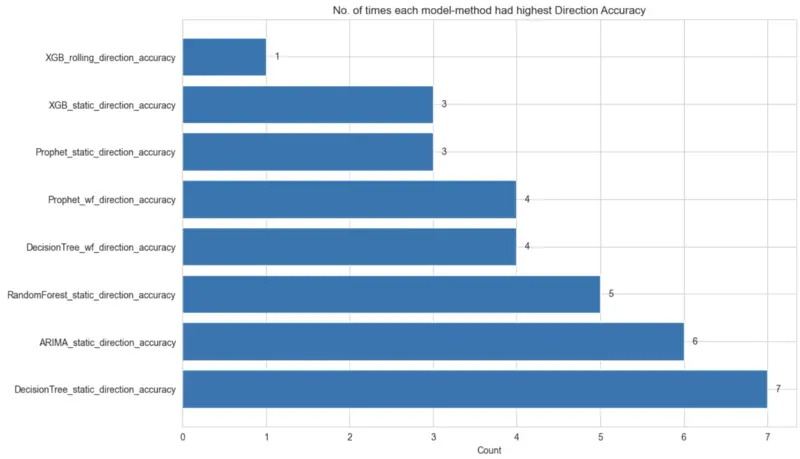 No. of times each model-method had highest Direction Accuracy
XGB_rolling_direction_accuracy 1
XGB_static_direction_accuracy 3
Prophet_static_direction_accuracy 3
Prophet_wf_direction_accuracy 4
DecisionTree_wf_direction_accuracy 4
RandomForest_static_direction_accuracy 5
ARIMA_static_direction_accuracy 6
DecisionTree_static_direction_accuracy 7
0 1 2 3 4 5 6 7
Count